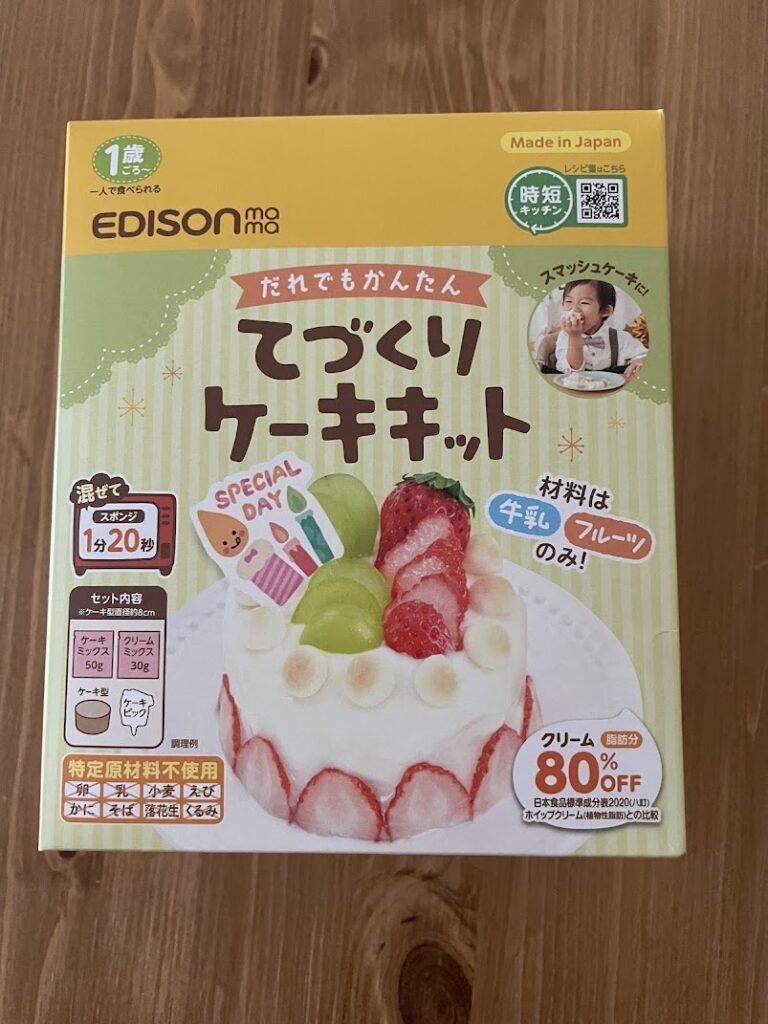 1歳
ごろ～
一人で食べられる
EDISON mama
Made in Japan
レシピ集はこちら
時短
キッチン
だれでもかんたん
てづくり
ケーキキット
スマッシュケーキに!
混ぜて
スポンジ
1分20秒
SPECIAL
DAY
材料は
牛乳 フルーツ
のみ!
セット内容
※ケーキ型直径約8cm
ケーキ
ミックス
50g
クリーム
ミックス
30g
ケーキ型
ケーキ
ピック
調理例
特定原材料不使用
卵 乳 小麦 えび
かに そば 落花生 くるみ
クリーム 脂肪分
80%OFF
日本食品標準成分表2020(八訂)
ホイップクリーム(植物性脂肪)との比較